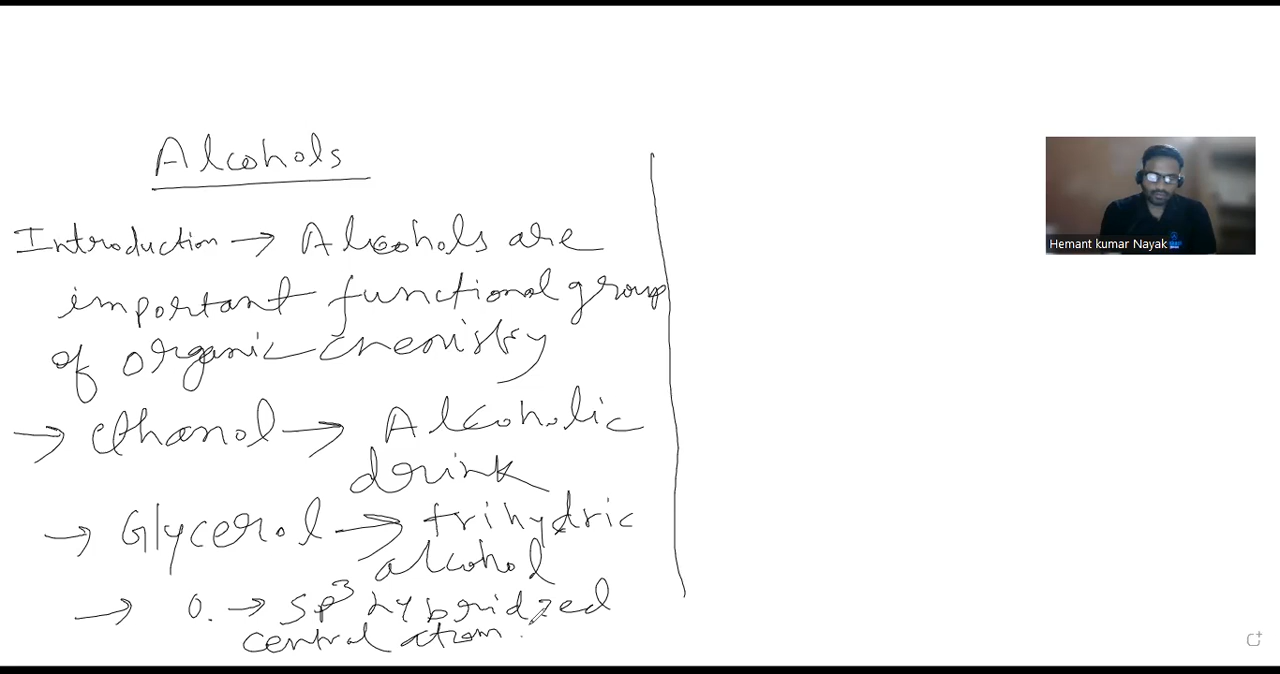 Alcohols
Introduction → Alcohols are
important functional group
of organic chemistry
→ Ethanol → Alcoholic
drink
→ Glycerol → trihydric
alcohol
→ O. → sp³ hybridized
central atom.
Hemant kumar Nayak